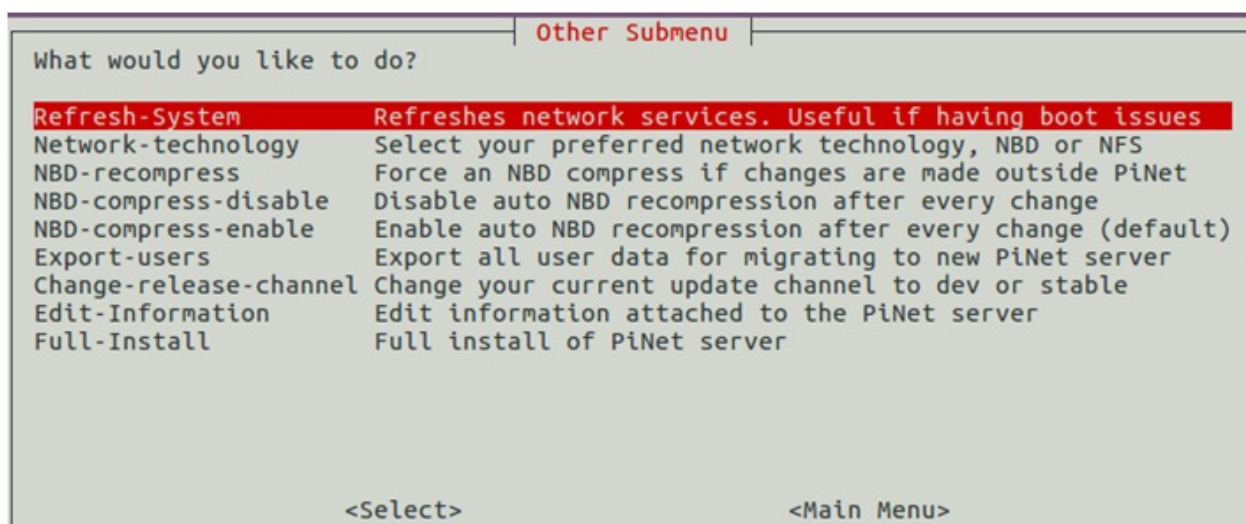 Other Submenu
What would you like to do?
Refresh-System Refreshes network services. Useful if having boot issues
Network-technology Select your preferred network technology, NBD or NFS
NBD-recompress Force an NBD compress if changes are made outside PiNet
NBD-compress-disable Disable auto NBD recompression after every change
NBD-compress-enable Enable auto NBD recompression after every change (default)
Export-users Export all user data for migrating to new PiNet server
Change-release-channel Change your current update channel to dev or stable
Edit-Information Edit information attached to the PiNet server
Full-Install Full install of PiNet server
<Select> <Main Menu>